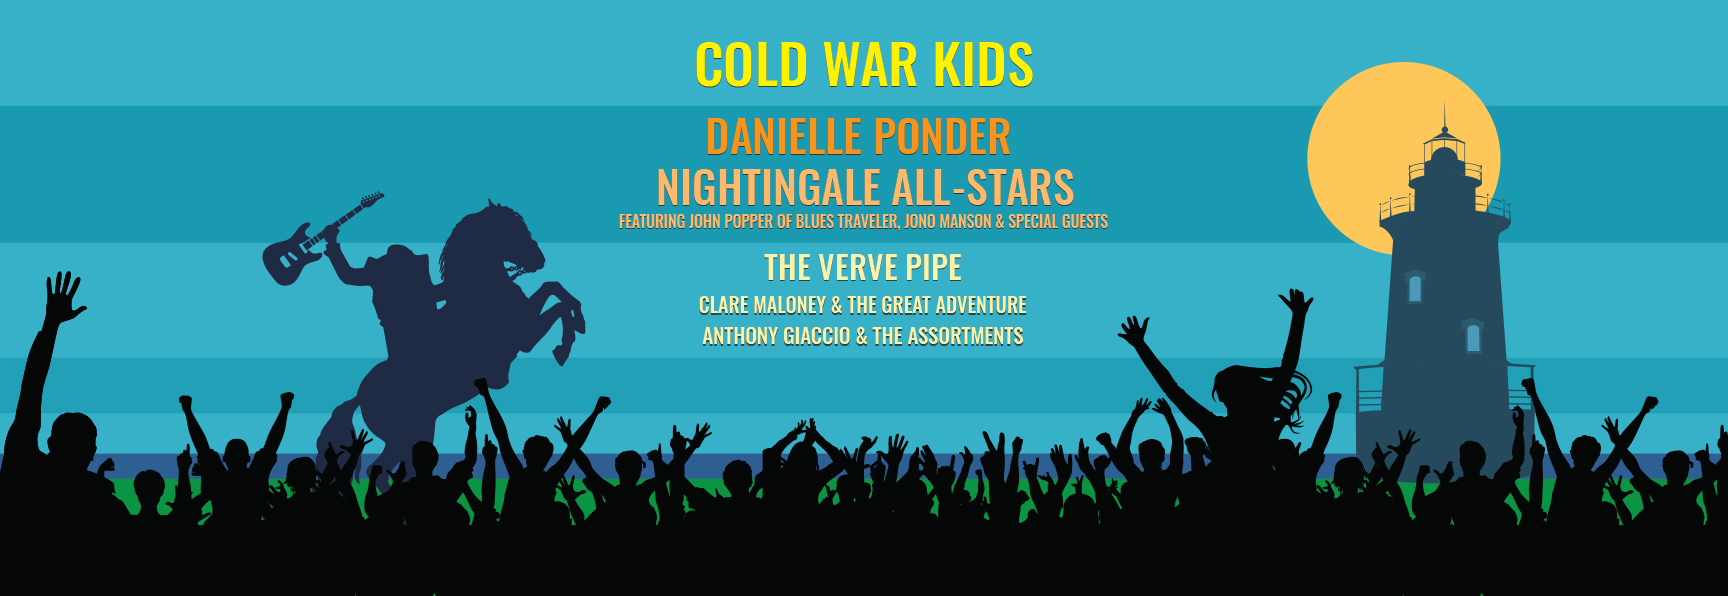 COLD WAR KIDS
DANIELLE PONDER
NIGHTINGALE ALL-STARS
FEATURING JOHN POPPER OF BLUES TRAVELER, JONO MANSON & SPECIAL GUESTS
THE VERVE PIPE
CLARE MALONEY & THE GREAT ADVENTURE
ANTHONY GIACCIO & THE ASSORTMENTS